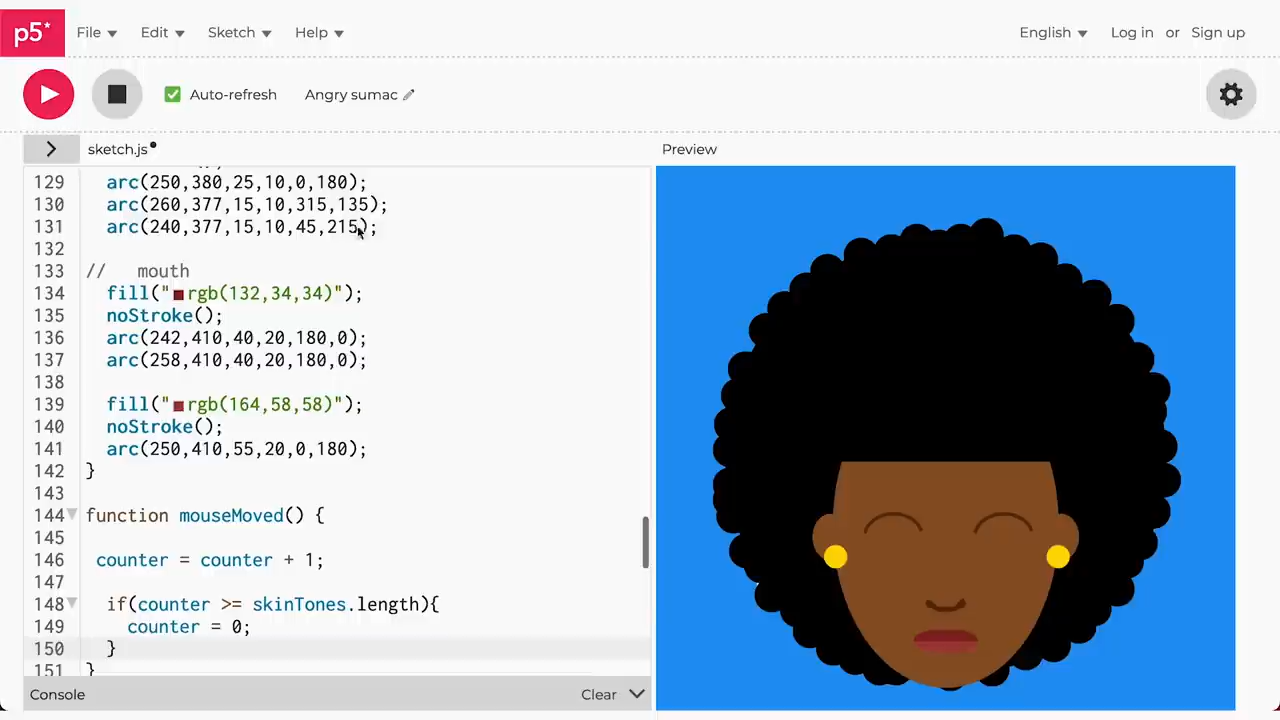 p5*
File Edit Sketch Help English Log in or Sign up
Auto-refresh Angry sumac
sketch.js Preview
129 arc(250,380,25,10,0,180);
130 arc(260,377,15,10,315,135);
131 arc(240,377,15,10,45,215);
132
133 // mouth
134 fill("rgb(132,34,34)");
135 noStroke();
136 arc(242,410,40,20,180,0);
137 arc(258,410,40,20,180,0);
138
139 fill("rgb(164,58,58)");
140 noStroke();
141 arc(250,410,55,20,0,180);
142 }
143
144 function mouseMoved() {
145
146 counter = counter + 1;
147
148 if(counter >= skinTones.length){
149 counter = 0;
150 }
151 }
Console Clear